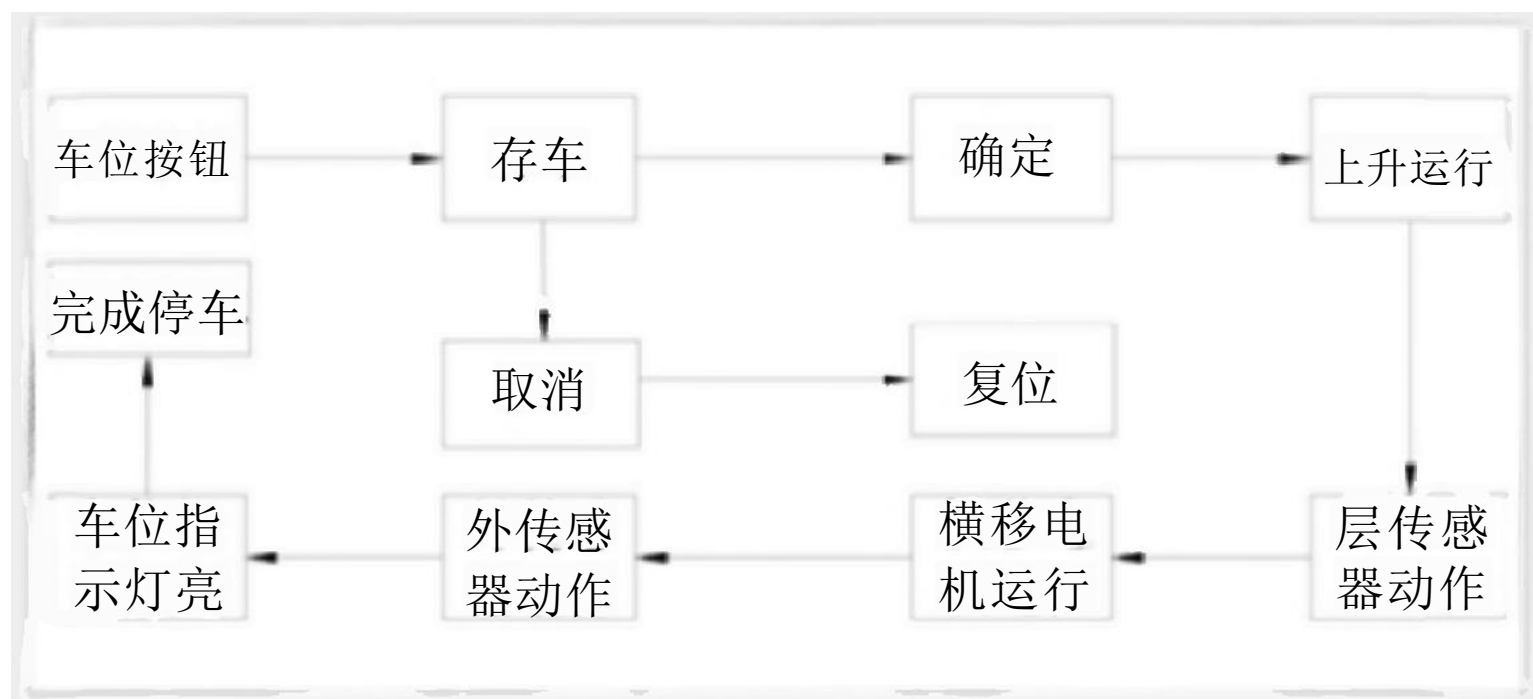 车位按钮
存车
确定
上升运行
完成停车
取消
复位
车位指
示灯亮
外传感
器动作
横移电
机运行
层传感
器动作